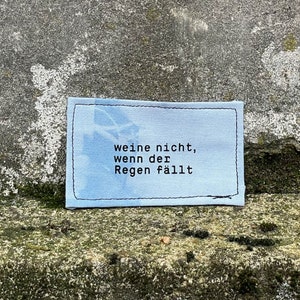 weine nicht,
wenn der
Regen fällt